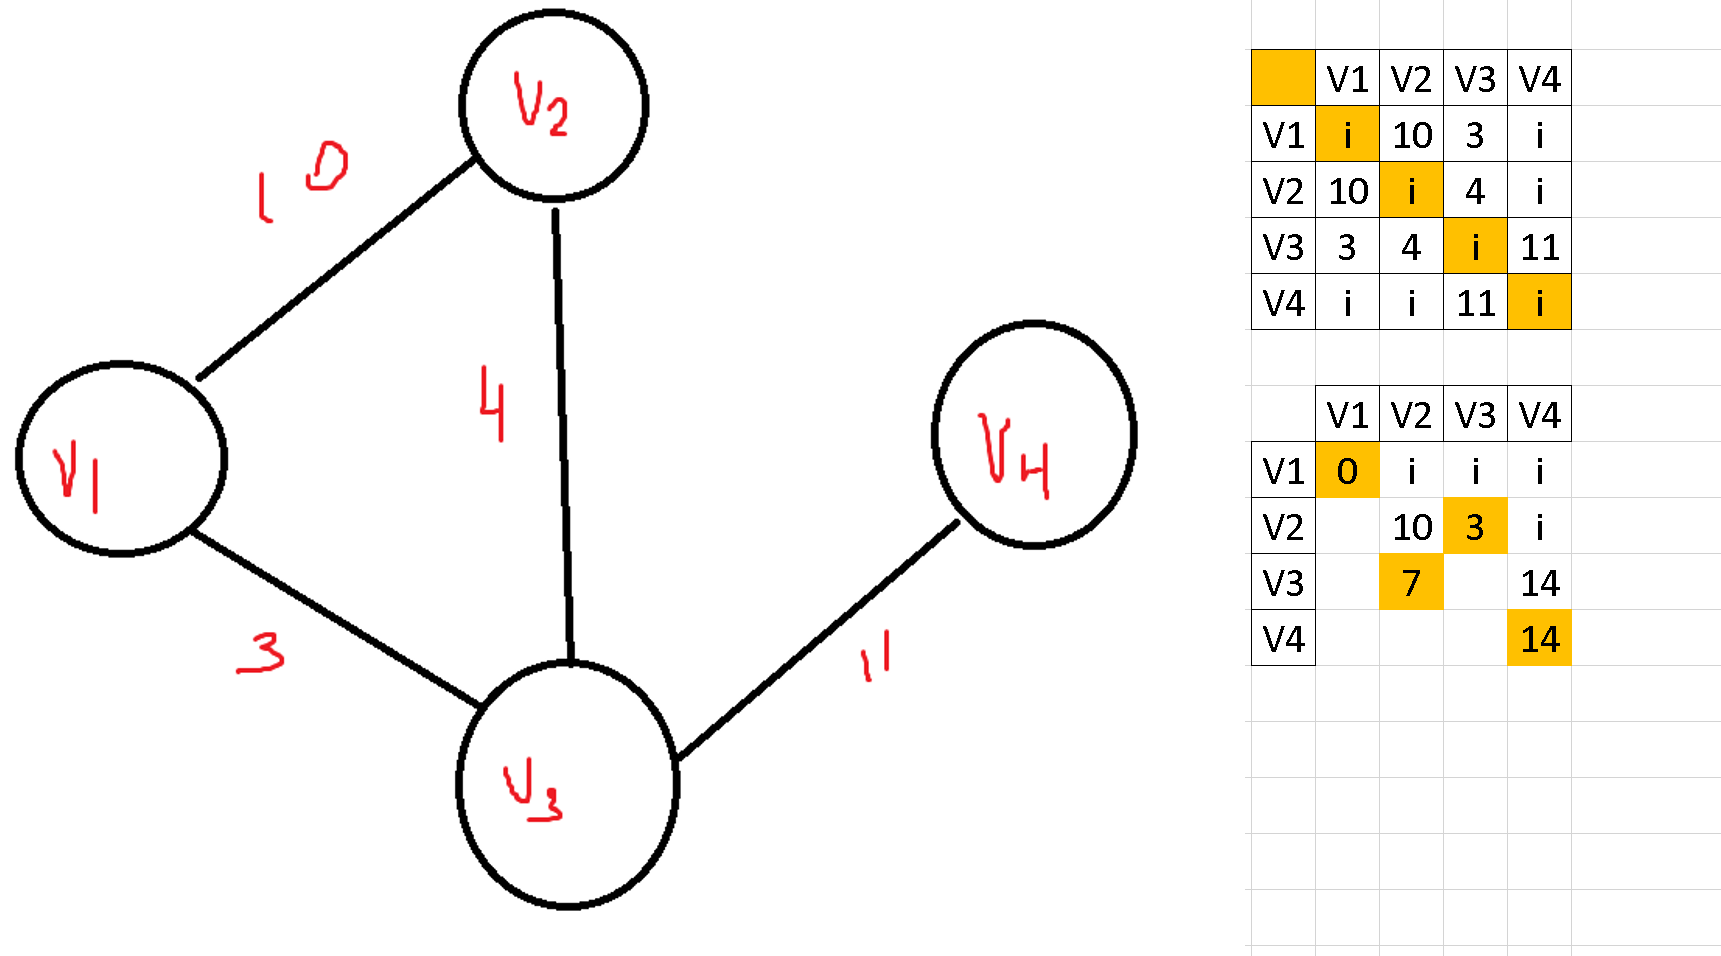 V2
10
V1
4
V4
3
11
V3
V1 V2 V3 V4
V1 i 10 3 i
V2 10 i 4 i
V3 3 4 i 11
V4 i i 11 i
V1 V2 V3 V4
V1 0 i i i
V2 10 3 i
V3 7 14
V4 14